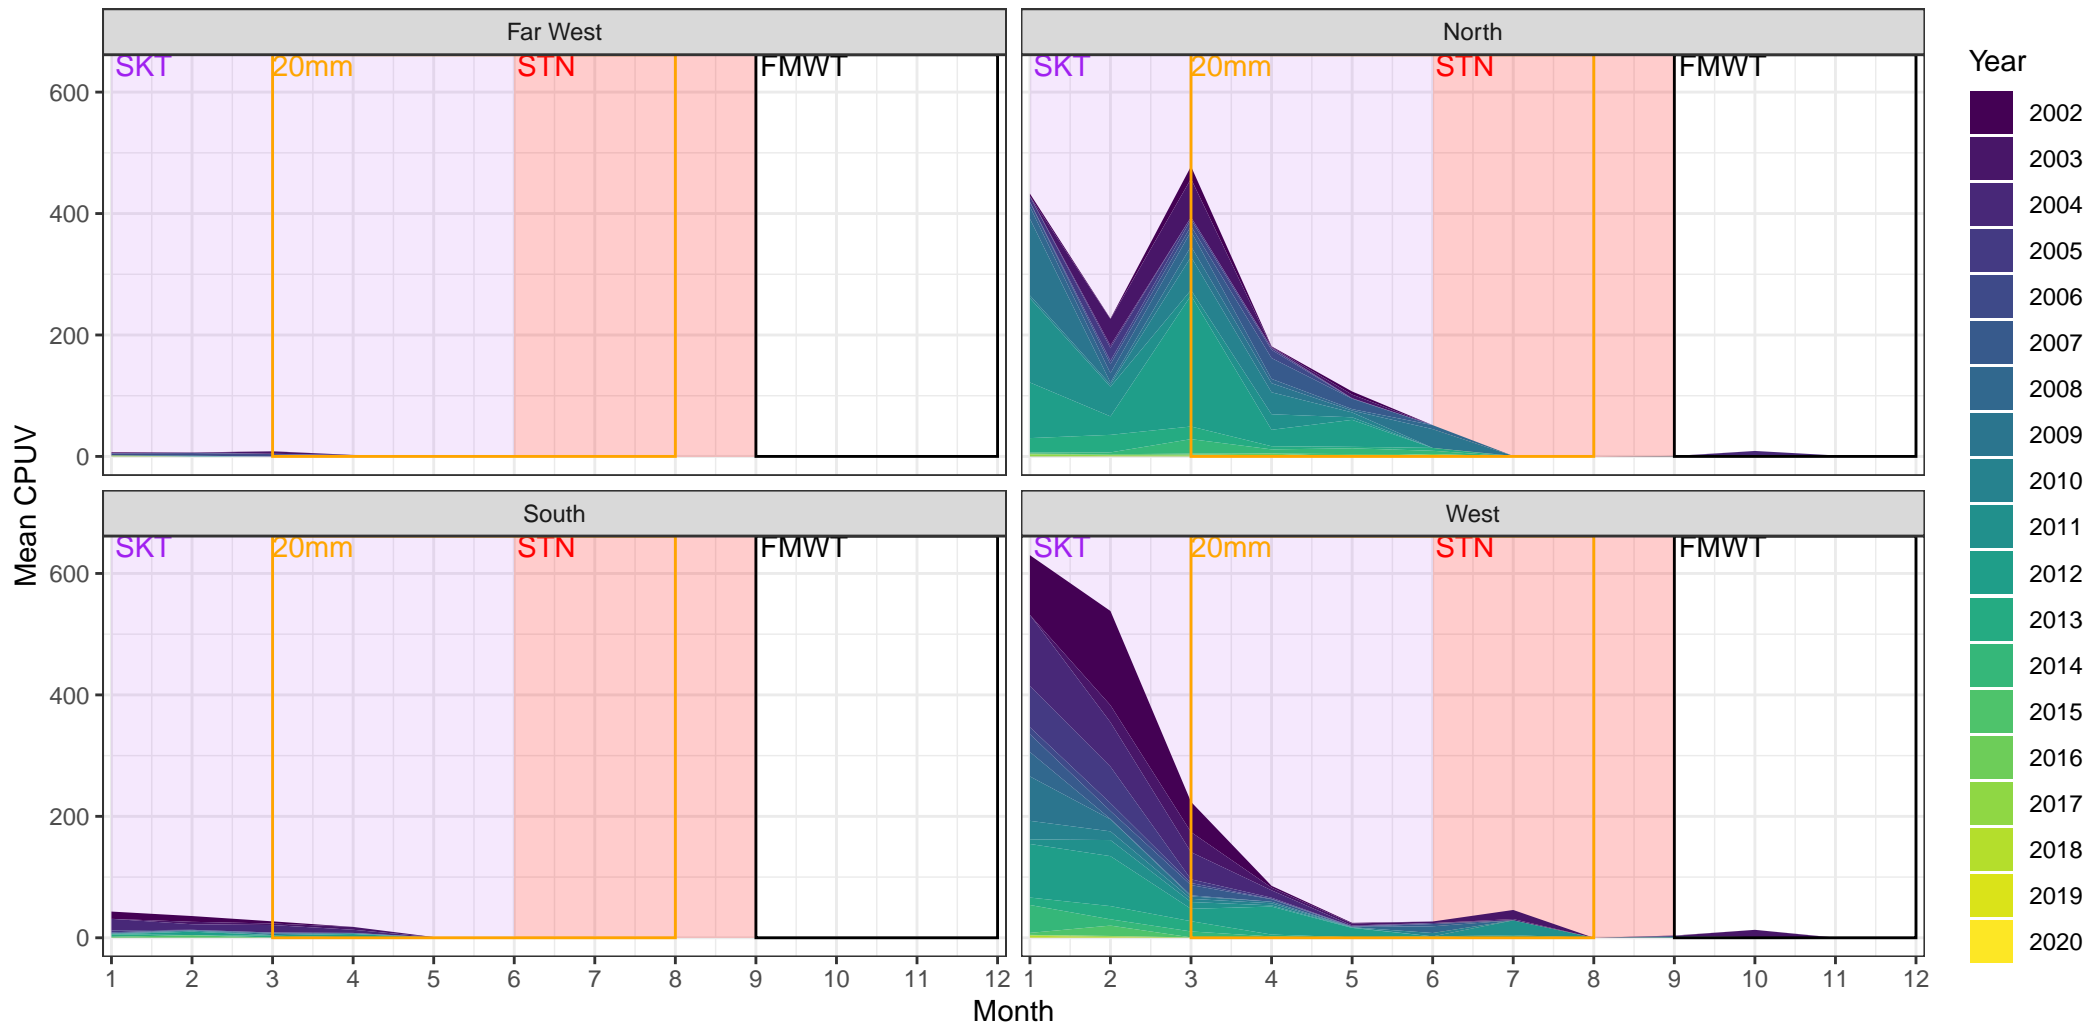 Far West
North
SKT 20mm STN FMWT
SKT 20mm STN FMWT
600
400
200
0
South
West
SKT 20mm STN FMWT
SKT 20mm STN FMWT
600
400
200
0
1 2 3 4 5 6 7 8 9 10 11 12
1 2 3 4 5 6 7 8 9 10 11 12
Month
Mean CPUV
Year
2002
2003
2004
2005
2006
2007
2008
2009
2010
2011
2012
2013
2014
2015
2016
2017
2018
2019
2020